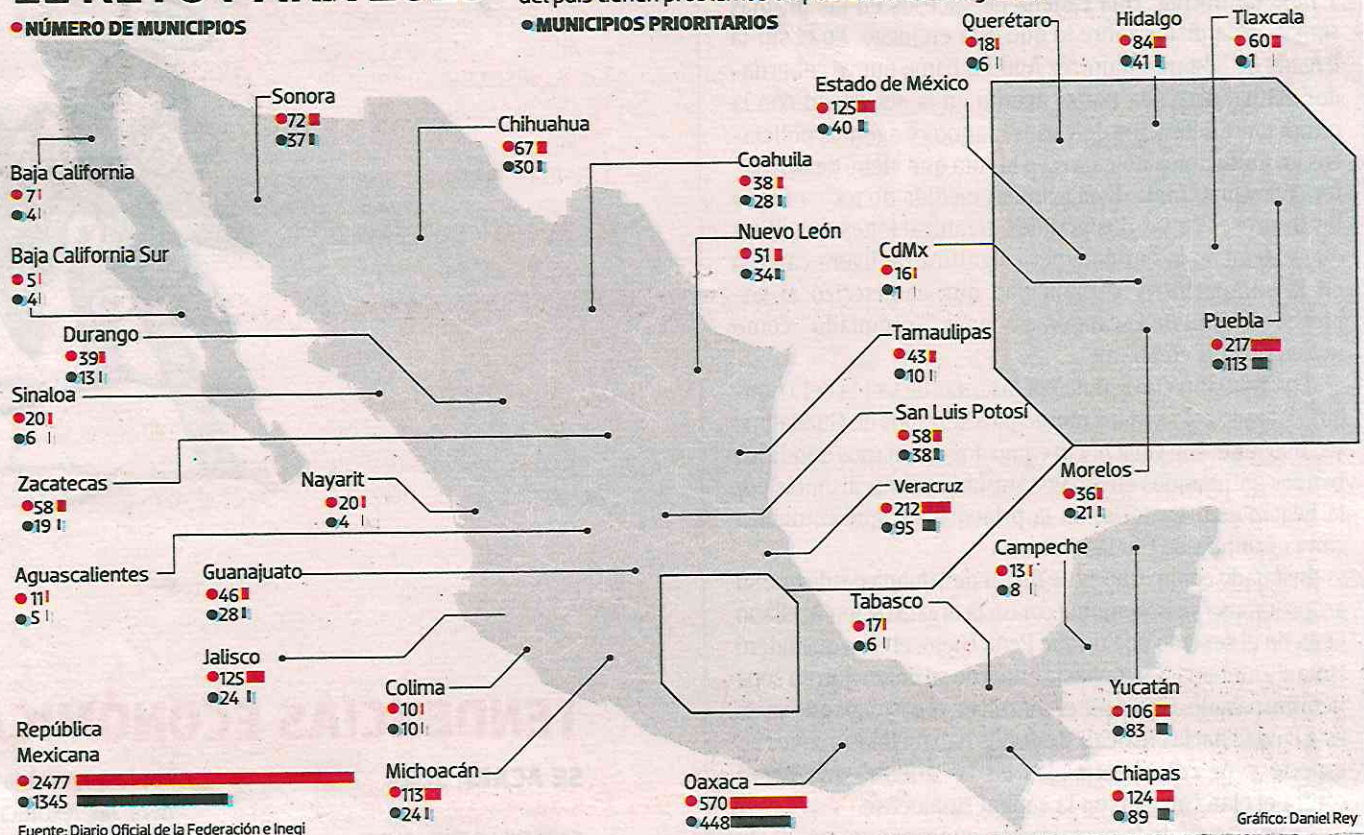 NÚMERO DE MUNICIPIOS
MUNICIPIOS PRIORITARIOS
Querétaro
18
6
Hidalgo
84
41
Tlaxcala
60
1
Estado de México
125
40
Sonora
72
37
Chihuahua
67
30
Coahuila
38
28
Baja California
7
4
Nuevo León
51
34
CdMx
16
1
Baja California Sur
5
4
Puebla
217
113
Durango
39
13
Tamaulipas
43
10
Sinaloa
20
6
San Luis Potosí
58
38
Zacatecas
58
19
Nayarit
20
4
Veracruz
212
95
Morelos
36
21
Campeche
13
8
Aguascalientes
11
5
Guanajuato
46
28
Tabasco
17
6
Jalisco
125
24
Colima
10
10
Yucatán
106
83
República
Mexicana
2477
1345
Michoacán
113
24
Oaxaca
570
448
Chiapas
124
89
Fuente: Diario Oficial de la Federación e Inegi
Gráfico: Daniel Rey